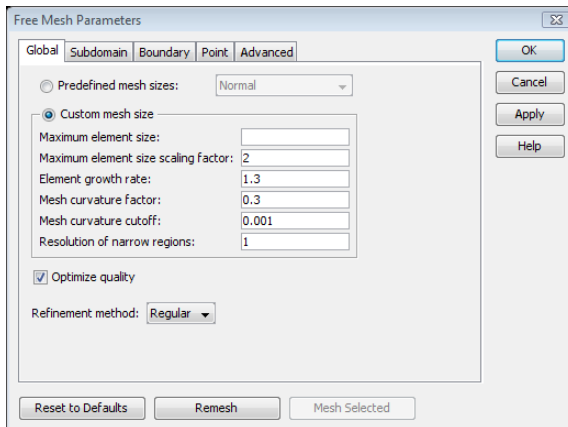 Free Mesh Parameters
Global Subdomain Boundary Point Advanced
OK
Predefined mesh sizes: Normal
Cancel
Custom mesh size
Apply
Maximum element size:
Help
Maximum element size scaling factor: 2
Element growth rate: 1.3
Mesh curvature factor: 0.3
Mesh curvature cutoff: 0.001
Resolution of narrow regions: 1
Optimize quality
Refinement method: Regular
Reset to Defaults Remesh Mesh Selected